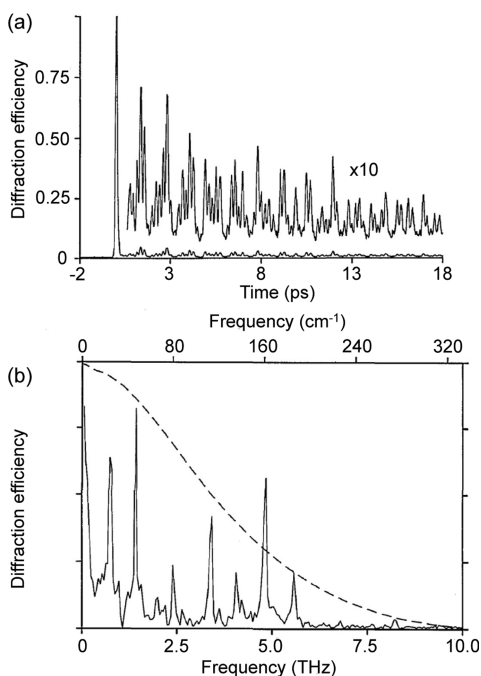 (a)
Diffraction efficiency
0.75
0.50
0.25
0
x10
-2
3
8
13
18
Time (ps)
Frequency (cm-1)
0
80
160
240
320
(b)
Diffraction efficiency
0
2.5
5.0
7.5
10.0
Frequency (THz)